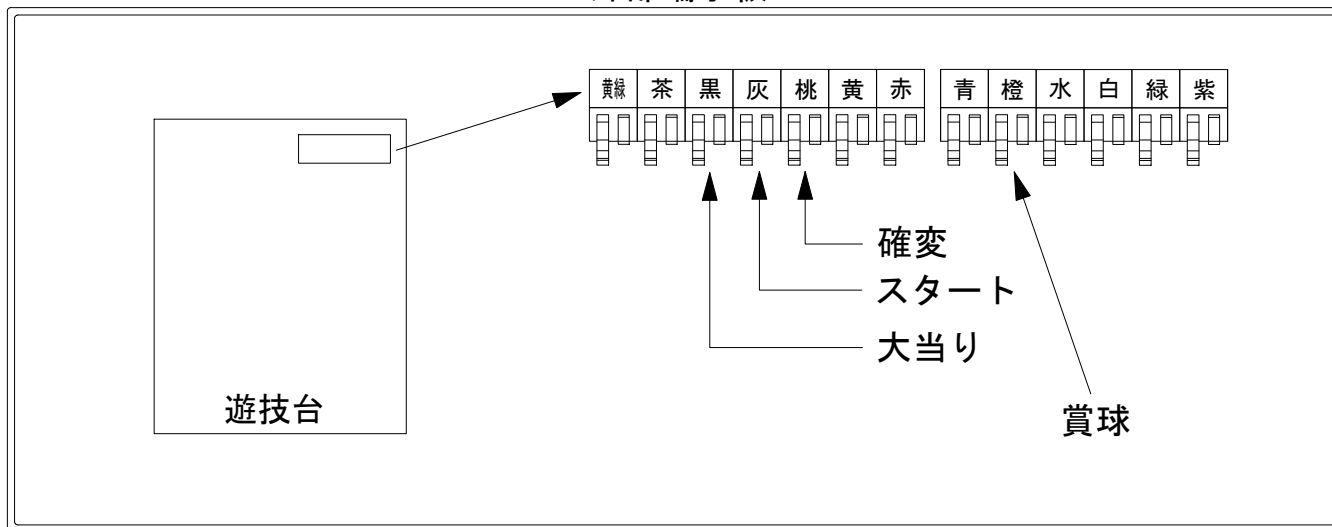 黄緑 茶 黒 灰 桃 黄 赤 青 橙 水 白 緑 紫
確変
スタート
大当り
遊技台
賞球